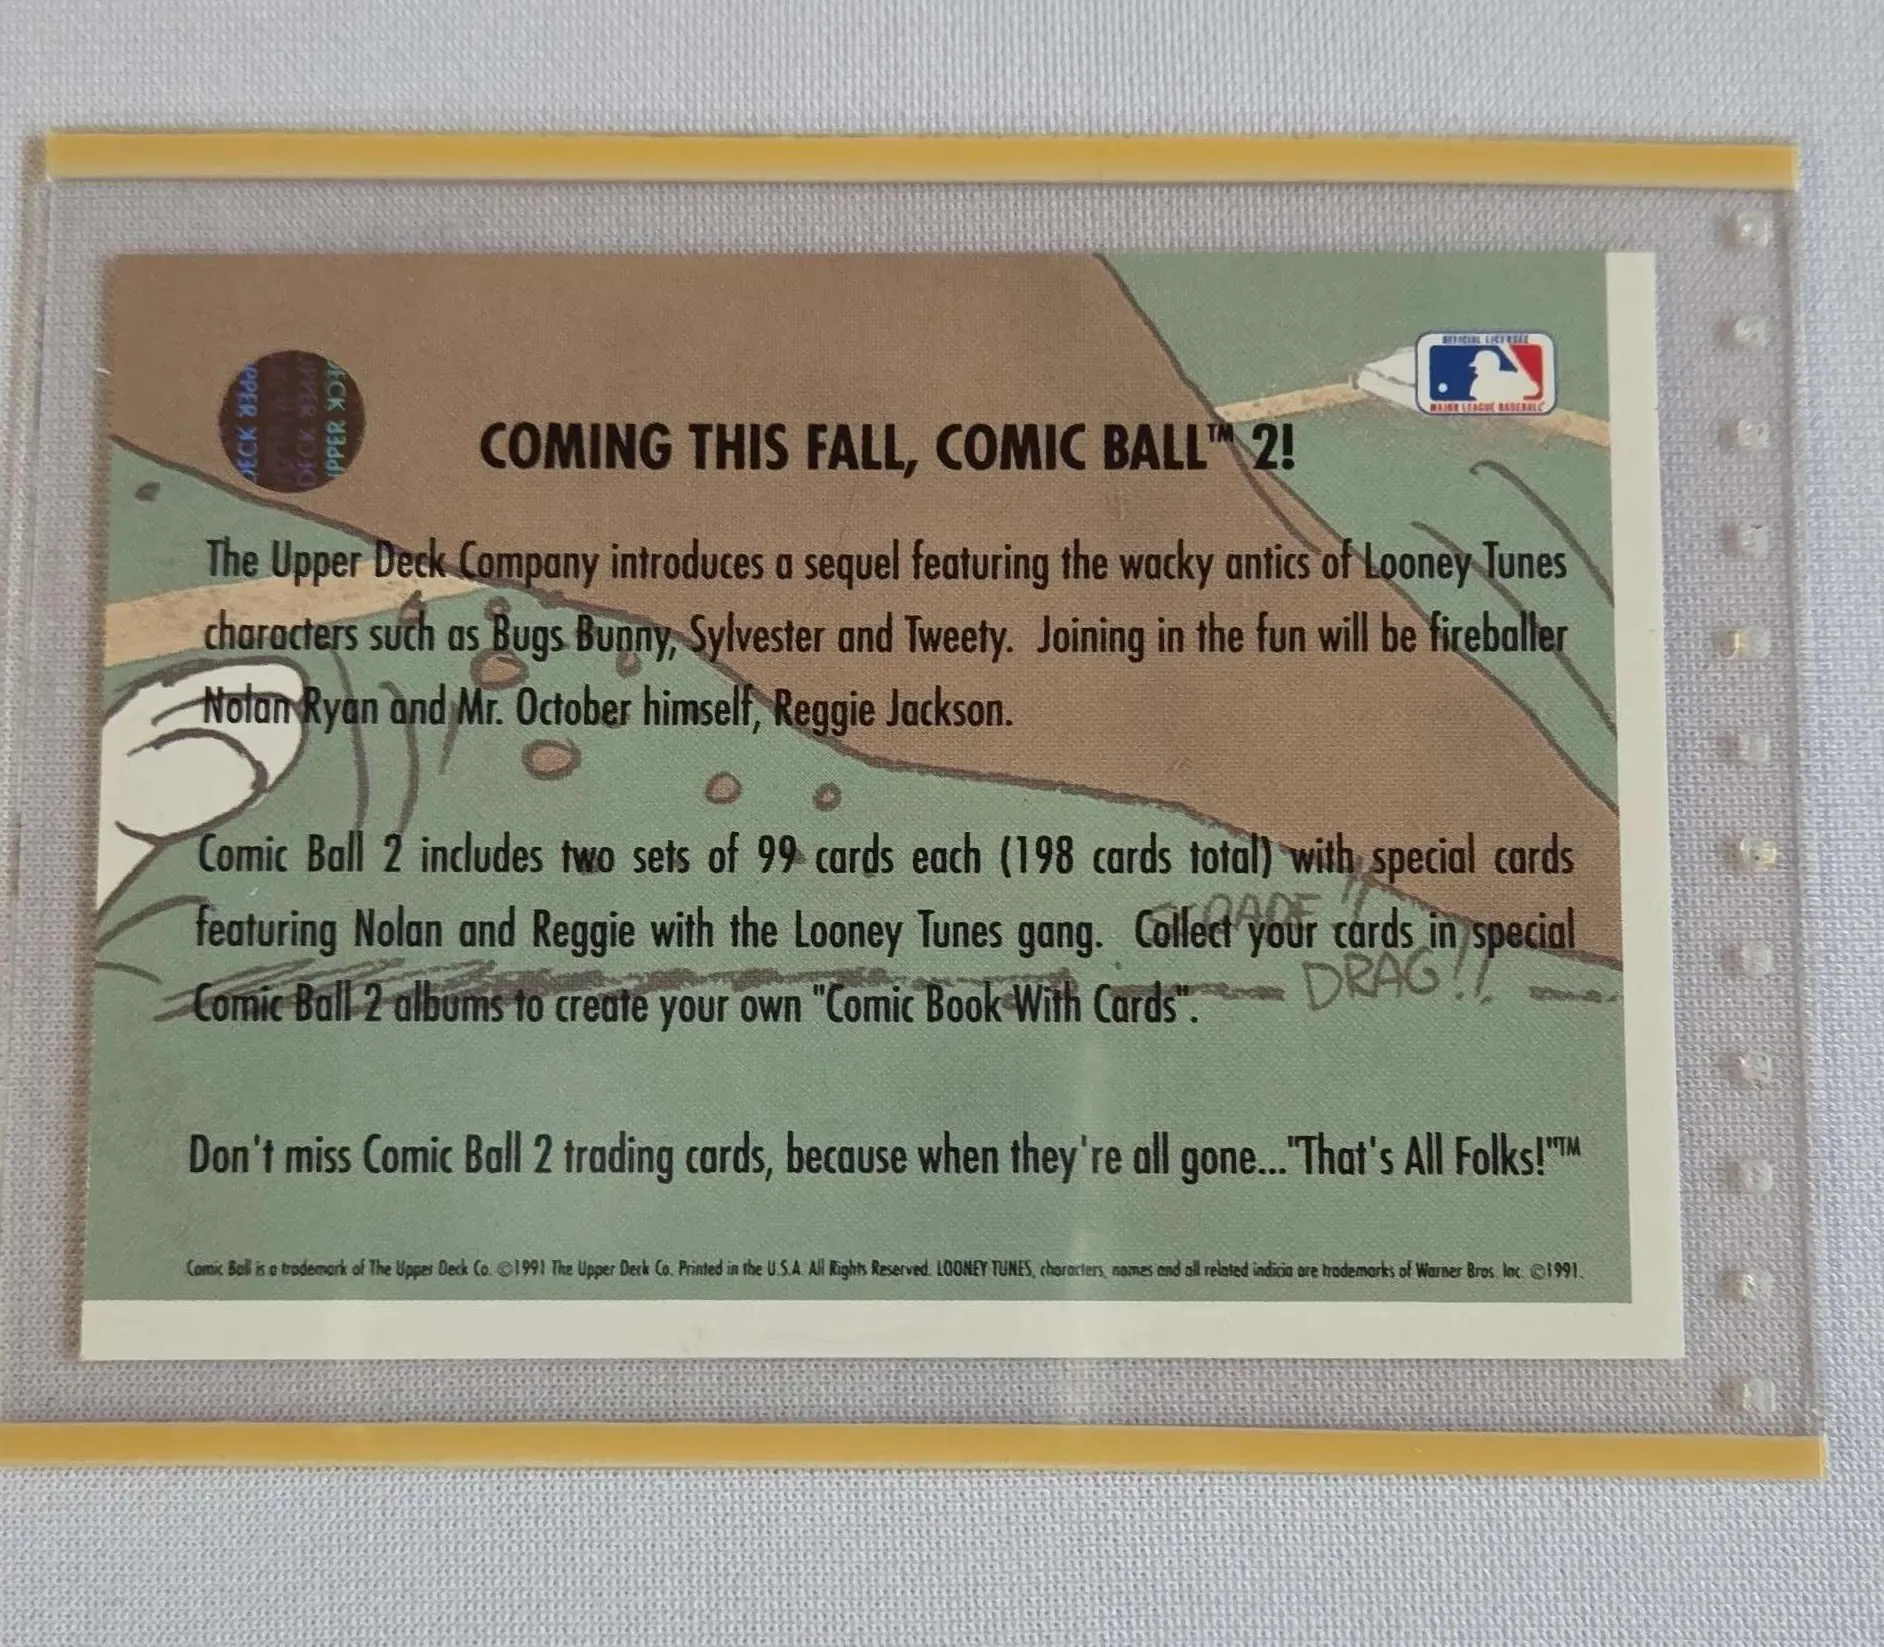 OFFICIAL LICENSEE
MAJOR LEAGUE BASEBALL
DECK UPPER
DECK UPPER
UPPER DECK
COMING THIS FALL, COMIC BALL™ 2!
The Upper Deck Company introduces a sequel featuring the wacky antics of Looney Tunes
characters such as Bugs Bunny, Sylvester and Tweety. Joining in the fun will be fireballer
Nolan Ryan and Mr. October himself, Reggie Jackson.
Comic Ball 2 includes two sets of 99 cards each (198 cards total) with special cards
featuring Nolan and Reggie with the Looney Tunes gang. Collect your cards in special
DRAG!!
Comic Ball 2 albums to create your own "Comic Book With Cards".
Don't miss Comic Ball 2 trading cards, because when they're all gone..."That's All Folks!"™
Comic Ball is a trademark of The Upper Deck Co. ©1991 The Upper Deck Co. Printed in the U.S.A. All Rights Reserved. LOONEY TUNES, characters, names and all related indicia are trademarks of Warner Bros. Inc. ©1991.